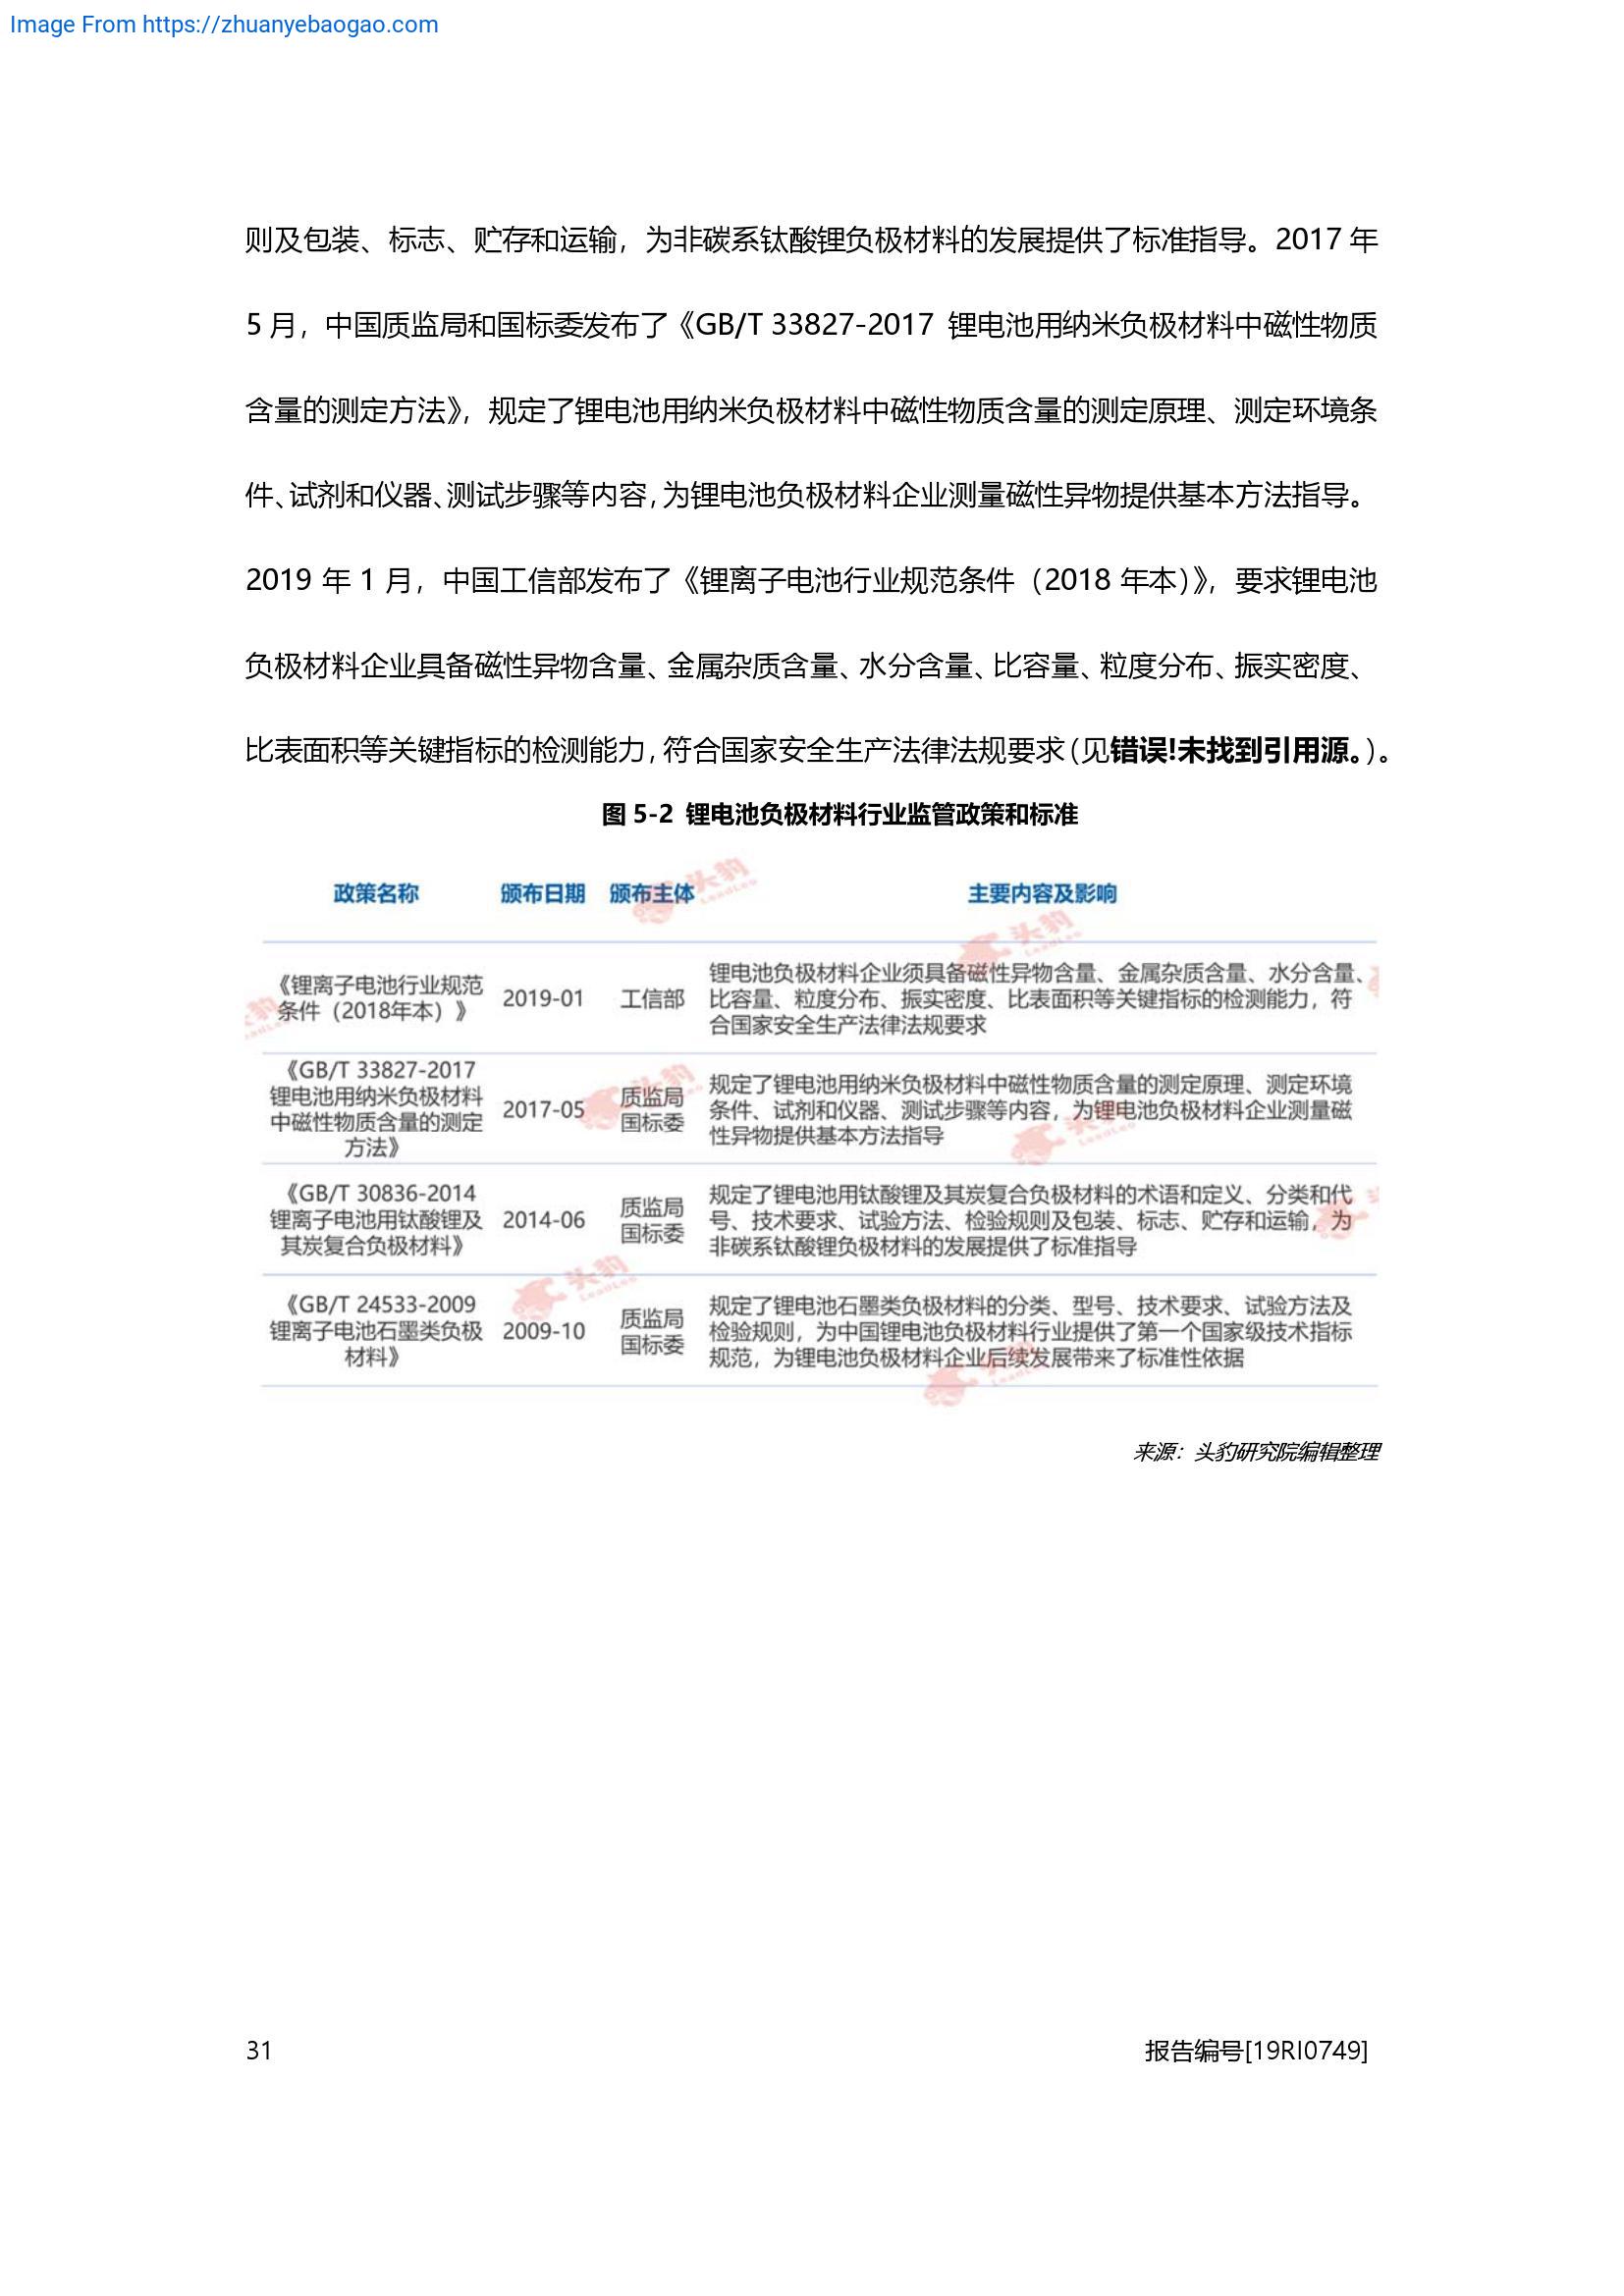 Image From https://zhuanyebaogao.com
则及包装、标志、贮存和运输，为非碳系钛酸锂负极材料的发展提供了标准指导。2017 年
5 月，中国质监局和国标委发布了《GB/T 33827-2017 锂电池用纳米负极材料中磁性物质
含量的测定方法》，规定了锂电池用纳米负极材料中磁性物质含量的测定原理、测定环境条
件、试剂和仪器、测试步骤等内容，为锂电池负极材料企业测量磁性异物提供基本方法指导。
2019 年 1 月，中国工信部发布了《锂离子电池行业规范条件（2018 年本）》，要求锂电池
负极材料企业具备磁性异物含量、金属杂质含量、水分含量、比容量、粒度分布、振实密度、
比表面积等关键指标的检测能力，符合国家安全生产法律法规要求（见错误!未找到引用源。）。
图 5-2 锂电池负极材料行业监管政策和标准
政策名称 颁布日期 颁布主体 主要内容及影响
《锂离子电池行业规范
条件（2018年本）》
2019-01
工信部
锂电池负极材料企业须具备磁性异物含量、金属杂质含量、水分含量、
比容量、粒度分布、振实密度、比表面积等关键指标的检测能力，符
合国家安全生产法律法规要求
《GB/T 33827-2017
锂电池用纳米负极材料
中磁性物质含量的测定
方法》
2017-05
质监局
国标委
规定了锂电池用纳米负极材料中磁性物质含量的测定原理、测定环境
条件、试剂和仪器、测试步骤等内容，为锂电池负极材料企业测量磁
性异物提供基本方法指导
《GB/T 30836-2014
锂离子电池用钛酸锂及
其炭复合负极材料》
2014-06
质监局
国标委
规定了锂电池用钛酸锂及其炭复合负极材料的术语和定义、分类和代
号、技术要求、试验方法、检验规则及包装、标志、贮存和运输，为
非碳系钛酸锂负极材料的发展提供了标准指导
《GB/T 24533-2009
锂离子电池石墨类负极
材料》
2009-10
质监局
国标委
规定了锂电池石墨类负极材料的分类、型号、技术要求、试验方法及
检验规则，为中国锂电池负极材料行业提供了第一个国家级技术指标
规范，为锂电池负极材料企业后续发展带来了标准性依据
头豹
LeadLeo
来源：头豹研究院编辑整理
31
报告编号[19RI0749]